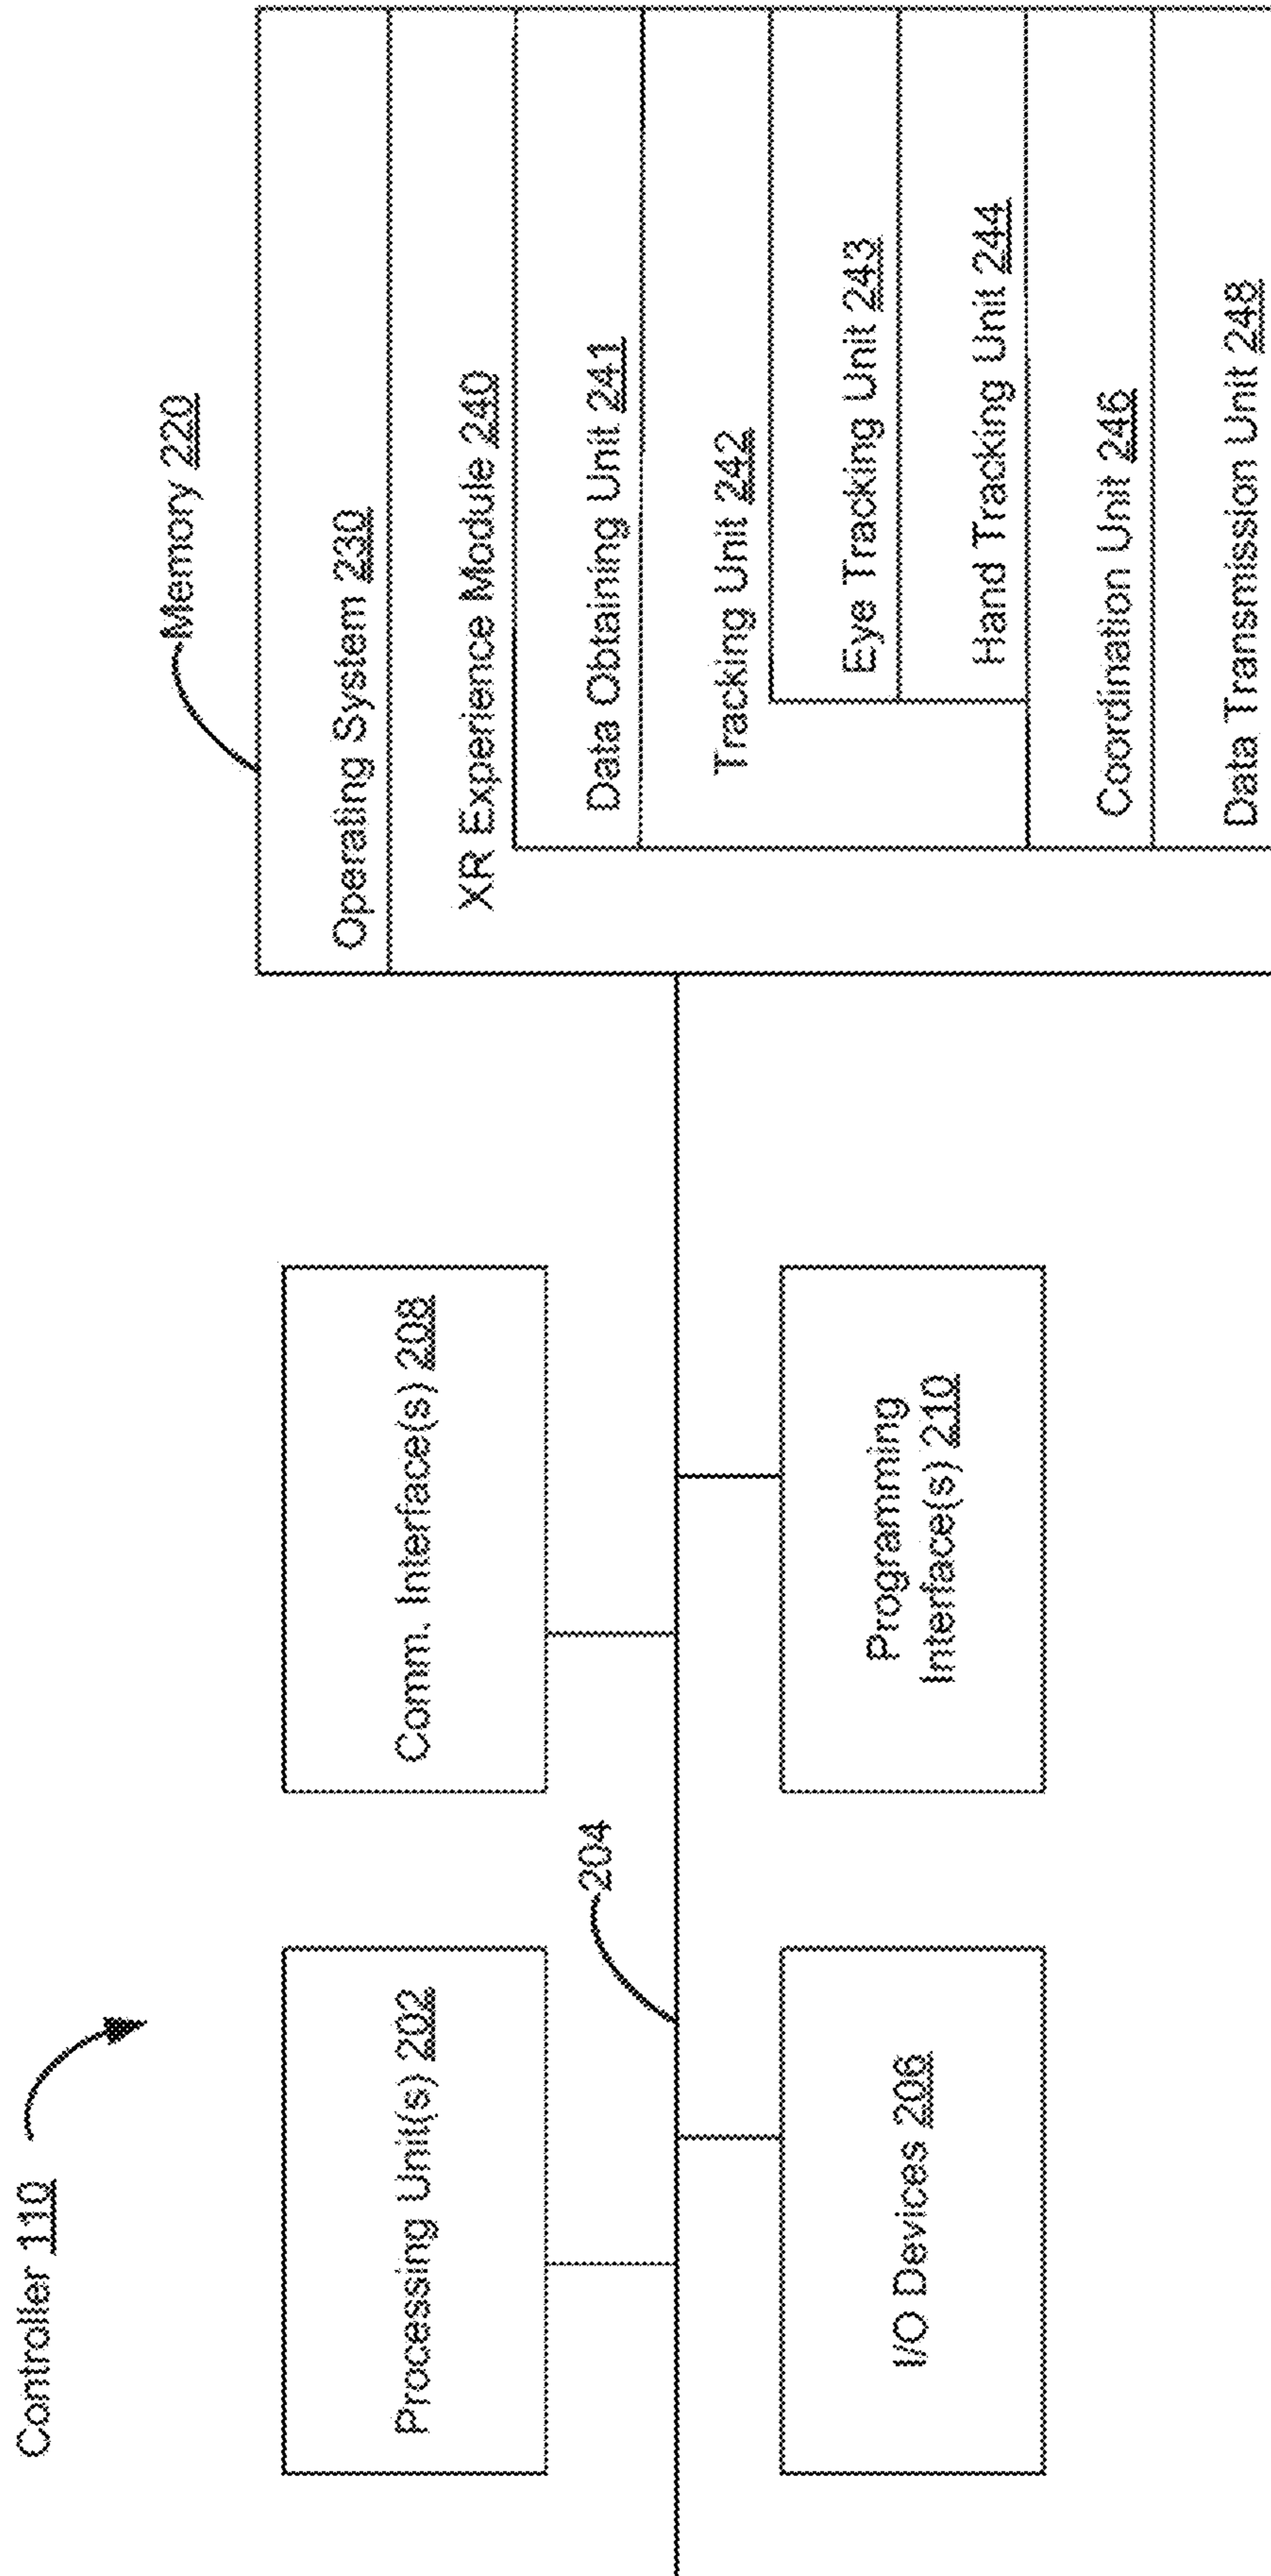 Controller 110
Memory 220
Processing Unit(s) 202
Comm. Interface(s) 208
204
I/O Devices 206
Programming
Interface(s) 210
Operating System 230
XR Experience Module 240
Data Obtaining Unit 241
Tracking Unit 242
Eye Tracking Unit 243
Hand Tracking Unit 244
Coordination Unit 246
Data Transmission Unit 248